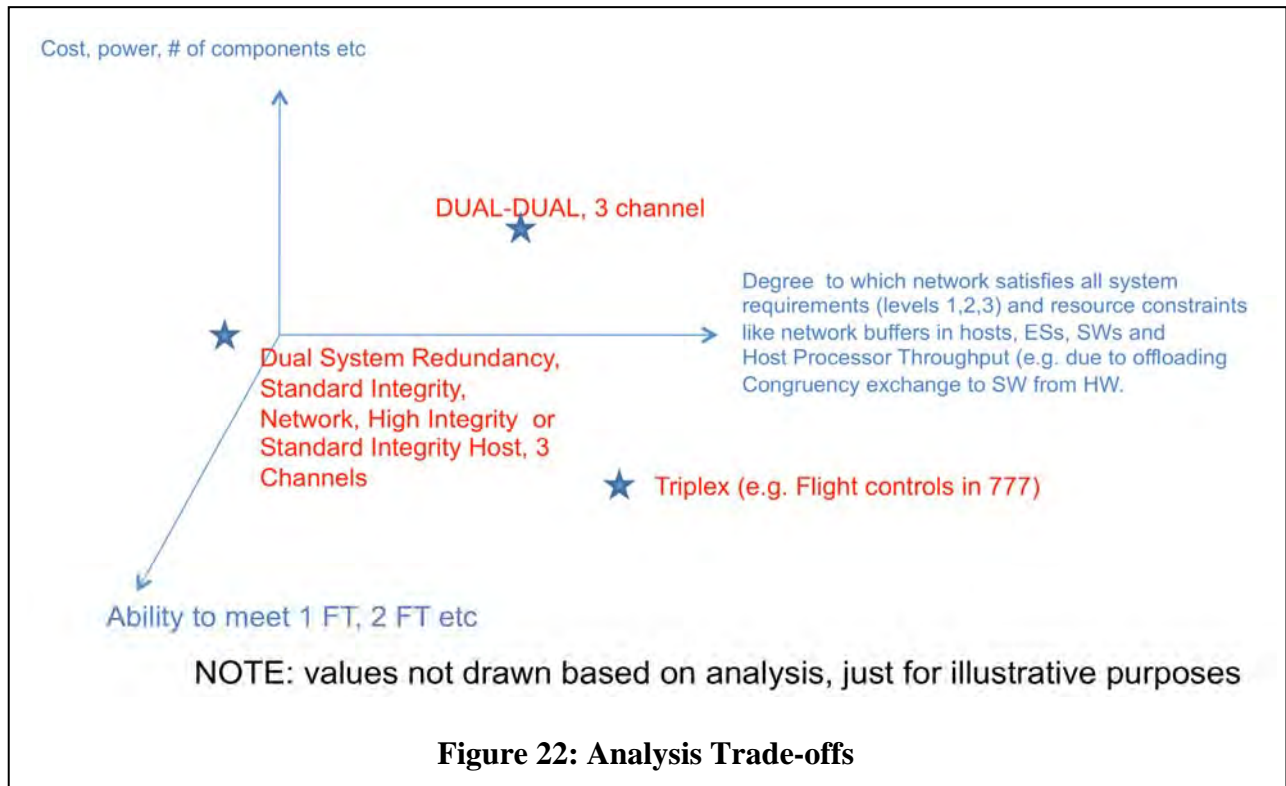 Cost, power, # of components etc
DUAL-DUAL, 3 channel
Degree to which network satisfies all system
requirements (levels 1,2,3) and resource constraints
like network buffers in hosts, ESs, SWs and
Host Processor Throughput (e.g. due to offloading
Congruency exchange to SW from HW.
Dual System Redundancy,
Standard Integrity,
Network, High Integrity or
Standard Integrity Host, 3
Channels
Triplex (e.g. Flight controls in 777)
Ability to meet 1 FT, 2 FT etc
NOTE: values not drawn based on analysis, just for illustrative purposes
Figure 22: Analysis Trade-offs